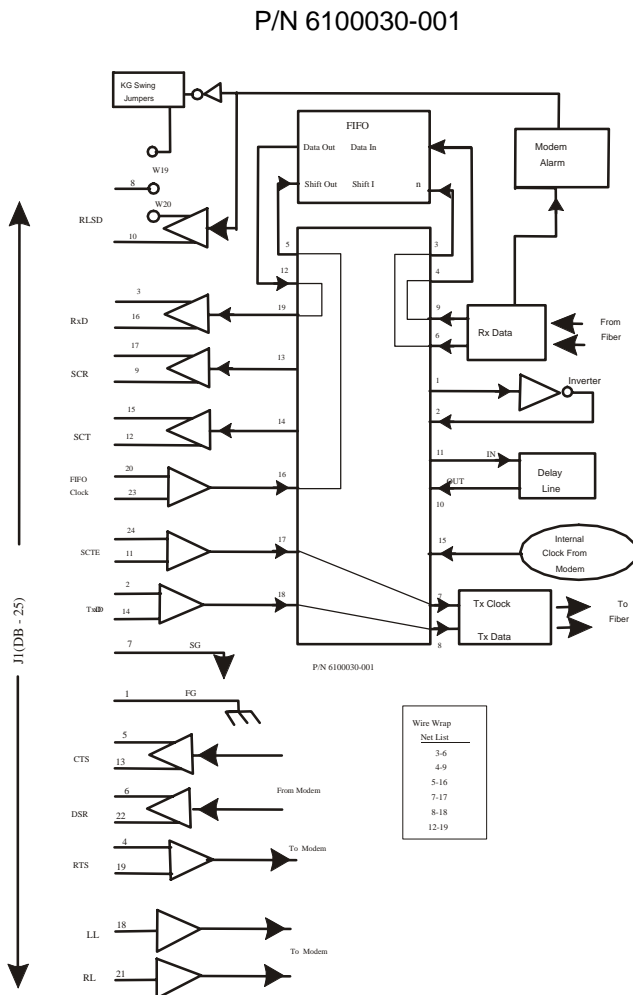 P/N 6100030-001
KG Swing
Jumpers
FIFO
Data Out
Data In
Shift Out
Shift I
n
Modem
Alarm
W19
8
W20
RLSD
10
5
3
12
4
3
19
9
RxD
16
6
Rx Data
From
Fiber
17
13
SCR
9
1
Inverter
2
15
14
SCT
12
11
IN
Delay
Line
OUT
10
20
FIFO
Clock
23
16
24
17
SCTE
11
15
Internal
Clock From
Modem
2
18
14
7
Tx Clock
To
Fiber
Tx Data
8
7
SG
P/N 6100030-001
J1(DB - 25)
1
FG
5
CTS
13
6
From Modem
DSR
22
4
To Modem
RTS
19
Wire Wrap
Net List
3-6
4-9
5-16
7-17
8-18
12-19
18
LL
To Modem
21
RL